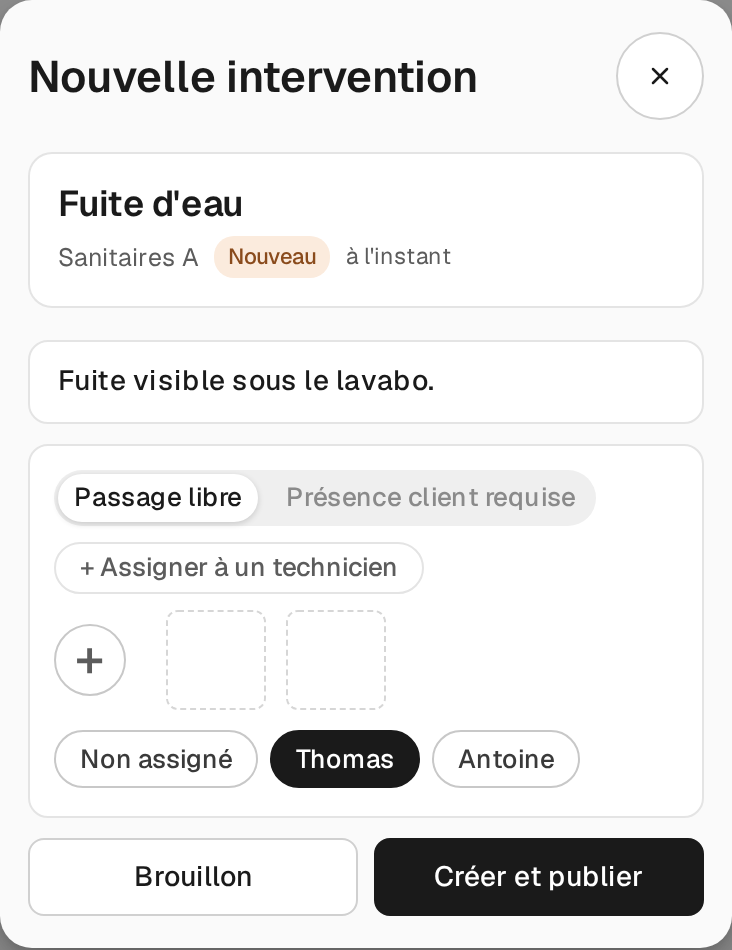 Nouvelle intervention
Fuite d'eau
Sanitaires A Nouveau à l'instant
Fuite visible sous le lavabo.
Passage libre Présence client requise
+ Assigner à un technicien
+
Non assigné Thomas Antoine
Brouillon Créer et publier